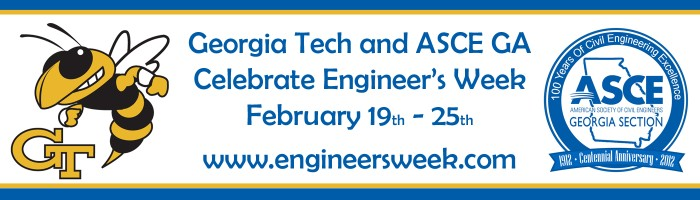 Georgia Tech and ASCE GA
Celebrate Engineer's Week
February 19th - 25th
www.engineersweek.com
GT
100 Years Of Civil Engineering Excellence
ASCE
AMERICAN SOCIETY OF CIVIL ENGINEERS
GEORGIA SECTION
1912 · Centennial Anniversary · 2012